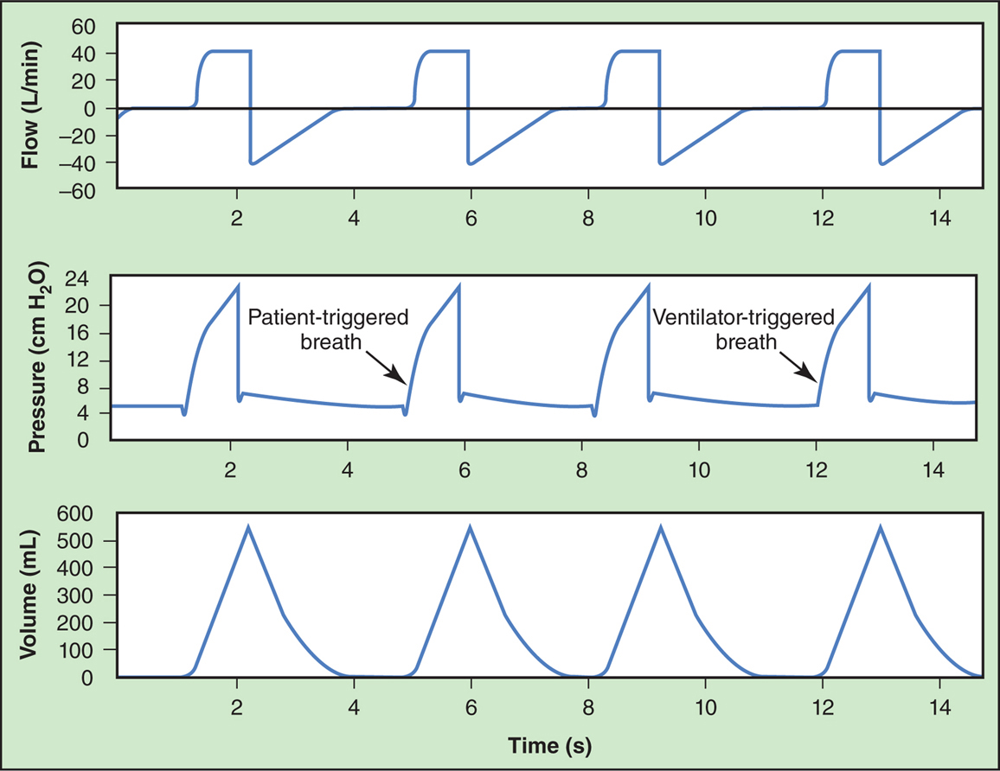 Flow (L/min)
60
40
20
0
–20
–40
–60
2 4 6 8 10 12 14
Pressure (cm H2O)
24
20
16
12
8
4
0
Patient-triggered
breath
Ventilator-triggered
breath
2 4 6 8 10 12 14
Volume (mL)
600
500
400
300
200
100
0
2 4 6 8 10 12 14
Time (s)